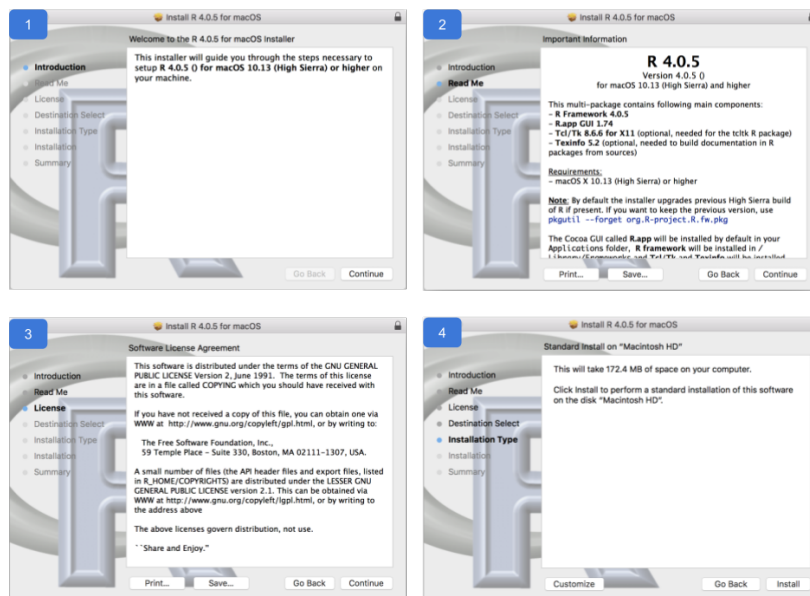 1
Install R 4.0.5 for macOS
Welcome to the R 4.0.5 for macOS Installer
Introduction
Read Me
License
Destination Select
Installation Type
Installation
Summary
This installer will guide you through the steps necessary to
setup R 4.0.5 () for macOS 10.13 (High Sierra) or higher on
your machine.
Go Back
Continue
2
Install R 4.0.5 for macOS
Important Information
Introduction
Read Me
License
Destination Select
Installation Type
Installation
Summary
R 4.0.5
Version 4.0.5 ()
for macOS 10.13 (High Sierra) and higher
This multi-package contains following main components:
- R Framework 4.0.5
- R.app GUI 1.74
- Tcl/Tk 8.6.6 for X11 (optional, needed for the tcltk R package)
- Texinfo 5.2 (optional, needed to build documentation in R
packages from sources)
Requirements:
- macOS X 10.13 (High Sierra) or higher
Note: By default the installer upgrades previous High Sierra build
of R if present. If you want to keep the previous version, use
pkgutil --forget org.R-project.R.fw.pkg
The Cocoa GUI called R.app will be installed by default in your
Applications folder, R framework will be installed in /
Library/Frameworks and Tcl/Tk and Texinfo will be installed
Print...
Save...
Go Back
Continue
3
Install R 4.0.5 for macOS
Software License Agreement
Introduction
Read Me
License
Destination Select
Installation Type
Installation
Summary
This software is distributed under the terms of the GNU GENERAL
PUBLIC LICENSE Version 2, June 1991. The terms of this license
are in a file called COPYING which you should have received with
this software.
If you have not received a copy of this file, you can obtain one via
WWW at http://www.gnu.org/copyleft/gpl.html, or by writing to:
The Free Software Foundation, Inc.,
59 Temple Place - Suite 330, Boston, MA 02111-1307, USA.
A small number of files (the API header files and export files, listed
in R_HOME/COPYRIGHTS) are distributed under the LESSER GNU
GENERAL PUBLIC LICENSE version 2.1. This can be obtained via
WWW at http://www.gnu.org/copyleft/lgpl.html, or by writing to
the address above
The above licenses govern distribution, not use.
``Share and Enjoy."
Print...
Save...
Go Back
Continue
4
Install R 4.0.5 for macOS
Standard Install on "Macintosh HD"
Introduction
Read Me
License
Destination Select
Installation Type
Installation
Summary
This will take 172.4 MB of space on your computer.
Click Install to perform a standard installation of this software
on the disk "Macintosh HD".
Customize
Go Back
Install